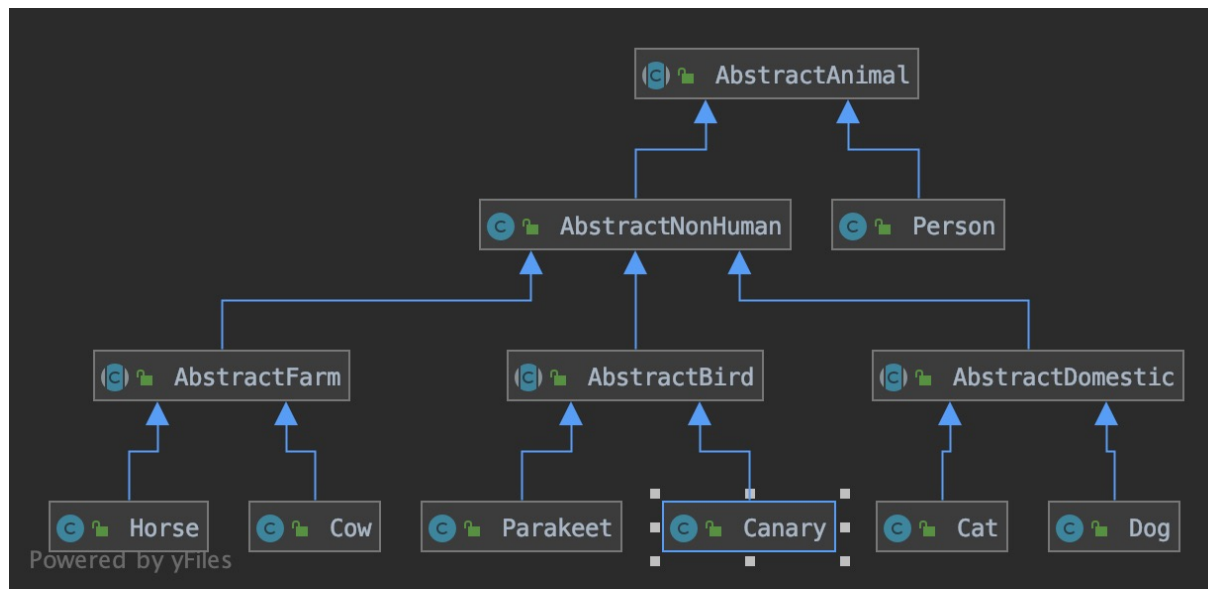 AbstractAnimal
AbstractNonHuman Person
AbstractFarm AbstractBird AbstractDomestic
Horse Cow Parakeet Canary Cat Dog
Powered by yFiles